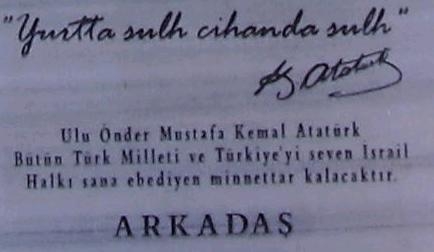 "Yurtta sulh cihanda sulh"
K. Atatürk
Ulu Önder Mustafa Kemal Atatürk
Bütün Türk Milleti ve Türkiye'yi seven İsrail
Halkı sana ebediyen minnettar kalacaktır.
ARKADAŞ